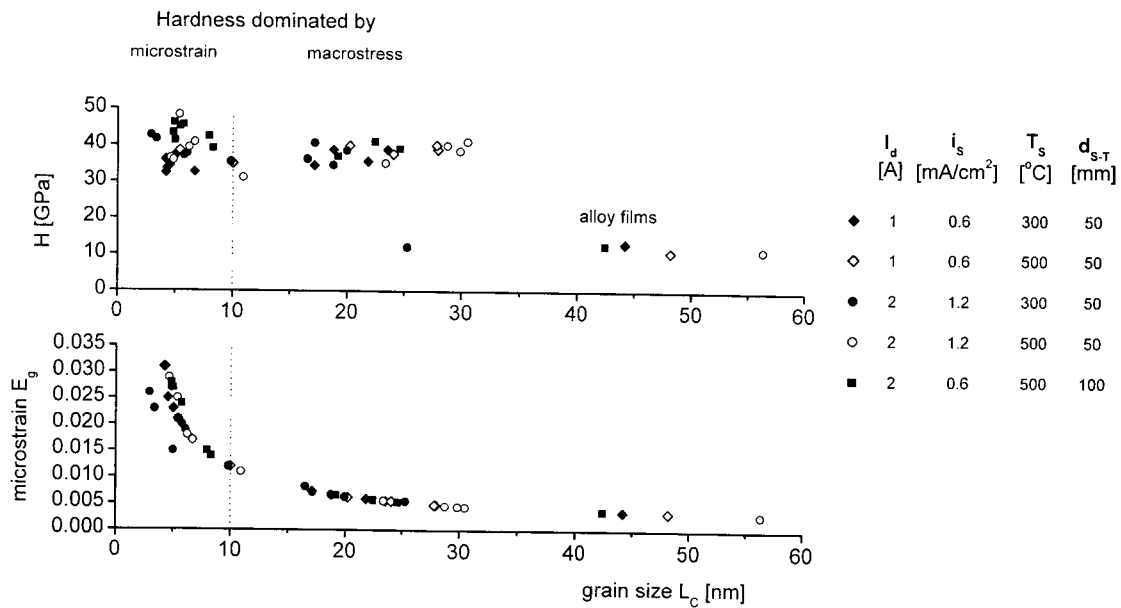 Hardness dominated by
microstrain macrostress
50
40
30
20
10
0
H [GPa]
alloy films
0 10 20 30 40 50 60
0.035
0.030
0.025
0.020
0.015
0.010
0.005
0.000
microstrain E_g
0 10 20 30 40 50 60
grain size L_C [nm]
I_d i_s T_s d_S-T
[A] [mA/cm²] [°C] [mm]
◆ 1 0.6 300 50
◇ 1 0.6 500 50
● 2 1.2 300 50
○ 2 1.2 500 50
■ 2 0.6 500 100